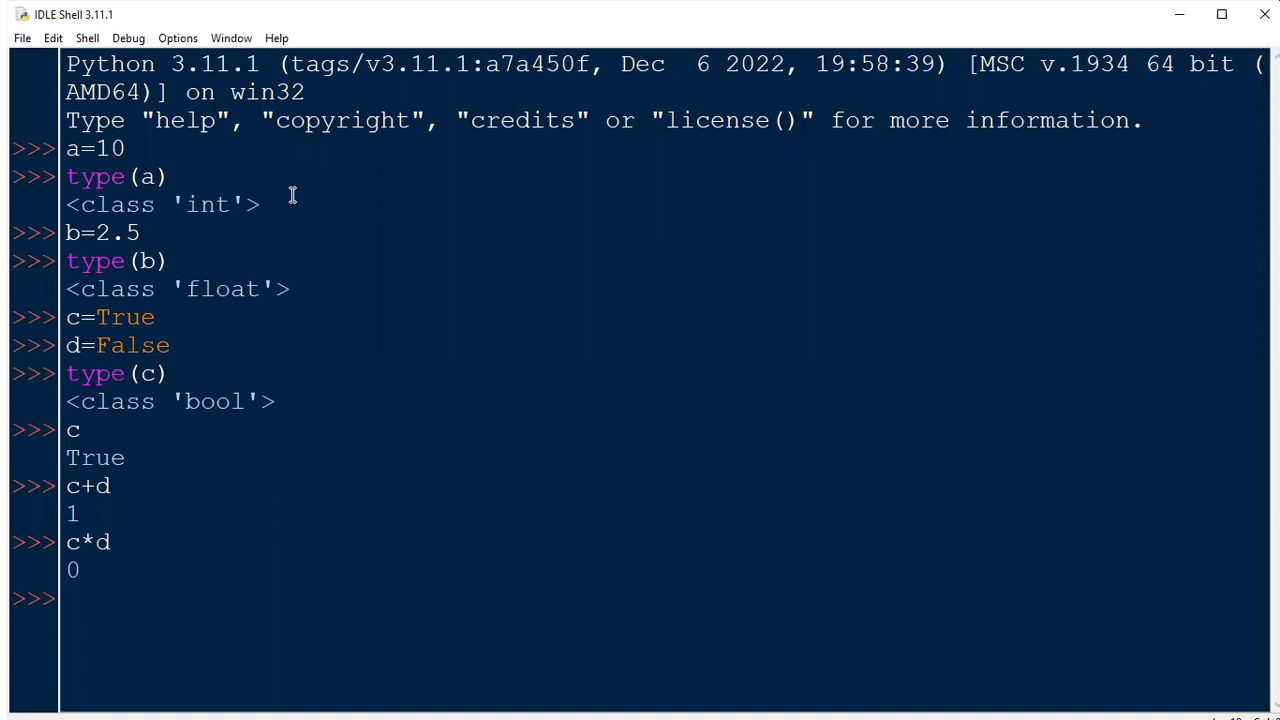 IDLE Shell 3.11.1
File Edit Shell Debug Options Window Help
Python 3.11.1 (tags/v3.11.1:a7a450f, Dec  6 2022, 19:58:39) [MSC v.1934 64 bit (
AMD64)] on win32
Type "help", "copyright", "credits" or "license()" for more information.
>>> a=10
>>> type(a)
<class 'int'>
>>> b=2.5
>>> type(b)
<class 'float'>
>>> c=True
>>> d=False
>>> type(c)
<class 'bool'>
>>> c
True
>>> c+d
1
>>> c*d
0
>>>